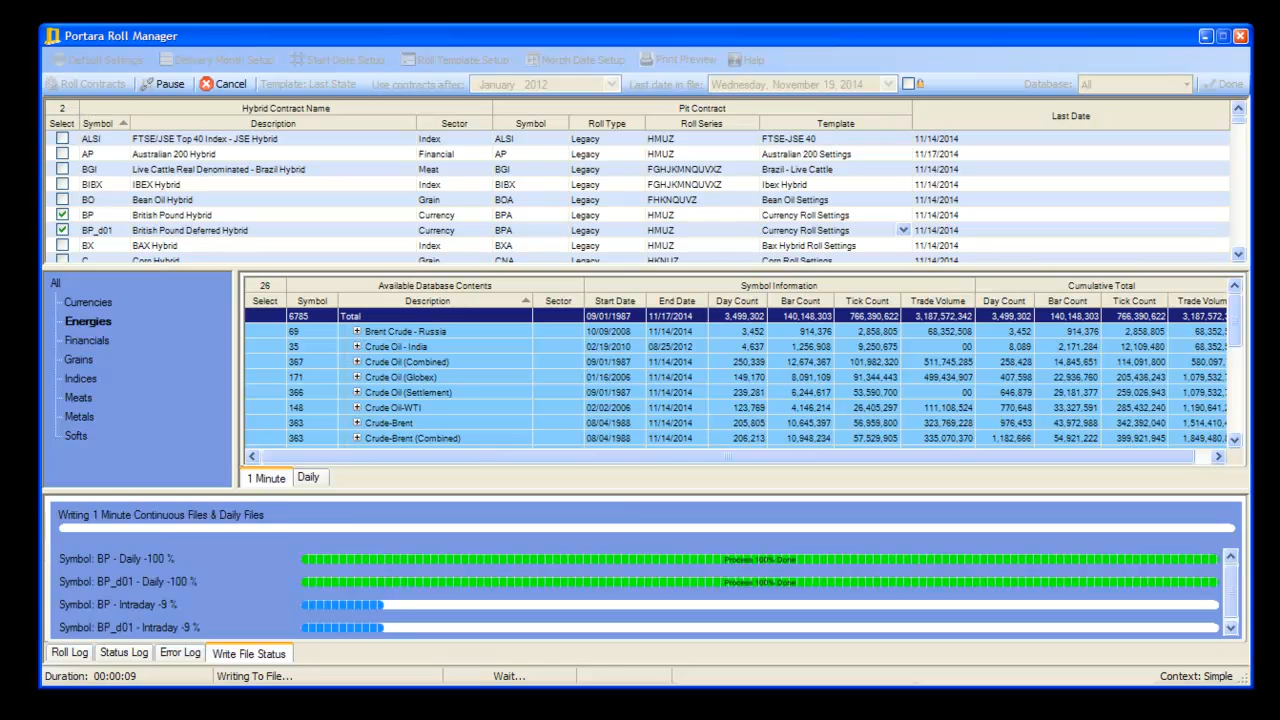 Portara Roll Manager
Default Settings Delivery Month Setup Start Date Setup Roll Template Setup North Date Setup Print Preview Help
Roll Contracts Pause Cancel Template: Last State Use contracts after: January 2012 Last date in file: Wednesday, November 19, 2014 Database: All Done
2 Hybrid Contract Name Pit Contract Last Date
Select Symbol Description Sector Symbol Roll Type Roll Series Template
ALSI FTSE/JSE Top 40 Index - JSE Hybrid Index ALSI Legacy HMUZ FTSE-JSE 40 11/14/2014
AP Australian 200 Hybrid Financial AP Legacy HMUZ Australian 200 Settings 11/17/2014
BGI Live Cattle Real Denominated - Brazil Hybrid Meat BGI Legacy FGHJKMNQUVXZ Brazil - Live Cattle 11/14/2014
BIBX IBEX Hybrid Index BIBX Legacy FGHJKMNQUVXZ Ibex Hybrid 11/14/2014
BO Bean Oil Hybrid Grain BOA Legacy FHKNQUVZ Bean Oil Settings 11/14/2014
BP British Pound Hybrid Currency BPA Legacy HMUZ Currency Roll Settings 11/14/2014
BP_d01 British Pound Deferred Hybrid Currency BPA Legacy HMUZ Currency Roll Settings 11/14/2014
BX BAX Hybrid Index BXA Legacy HMUZ Bax Hybrid Roll Settings 11/14/2014
C Corn Hybrid Grain CNA Legacy HKNUZ Corn Roll Settings 11/14/2014
All
Currencies
Energies
Financials
Grains
Indices
Meats
Metals
Softs
26 Available Database Contents Symbol Information Cumulative Total
Select Symbol Description Sector Start Date End Date Day Count Bar Count Tick Count Trade Volume Day Count Bar Count Tick Count Trade Volum
6785 Total 09/01/1987 11/17/2014 3,499,302 140,148,303 766,390,622 3,187,572,342 3,499,302 140,148,303 766,390,622 3,187,572,
69 Brent Crude - Russia 10/09/2008 11/14/2014 3,452 914,376 2,858,805 68,352,508 3,452 914,376 2,858,805 68,352,5
35 Crude Oil - India 02/19/2010 08/25/2012 4,637 1,256,908 9,250,675 00 8,089 2,171,284 12,109,480 68,352,5
367 Crude Oil (Combined) 09/01/1987 11/14/2014 250,339 12,674,367 101,982,320 511,745,285 258,428 14,845,651 114,091,800 580,097,
171 Crude Oil (Globex) 01/16/2006 11/14/2014 149,170 8,091,109 91,344,443 499,434,907 407,598 22,936,760 205,436,243 1,079,532,
366 Crude Oil (Settlement) 09/01/1987 11/14/2014 239,281 6,244,617 53,590,700 00 646,879 29,181,377 259,026,943 1,079,532,
148 Crude Oil-WTI 02/02/2006 11/14/2014 123,769 4,146,214 26,405,297 111,108,524 770,648 33,327,591 285,432,240 1,190,641,
363 Crude-Brent 08/04/1988 11/14/2014 205,805 10,645,397 56,959,800 323,769,228 976,453 43,972,988 342,392,040 1,514,410,
363 Crude-Brent (Combined) 08/04/1988 11/14/2014 206,213 10,948,234 57,529,905 335,070,370 1,182,666 54,921,222 399,921,945 1,849,480,
1 Minute Daily
Writing 1 Minute Continuous Files & Daily Files
Symbol: BP - Daily -100 % Process 100% Done
Symbol: BP_d01 - Daily -100 % Process 100% Done
Symbol: BP - Intraday -9 %
Symbol: BP_d01 - Intraday -9 %
Roll Log Status Log Error Log Write File Status
Duration: 00:00:09 Writing To File... Wait... Context: Simple